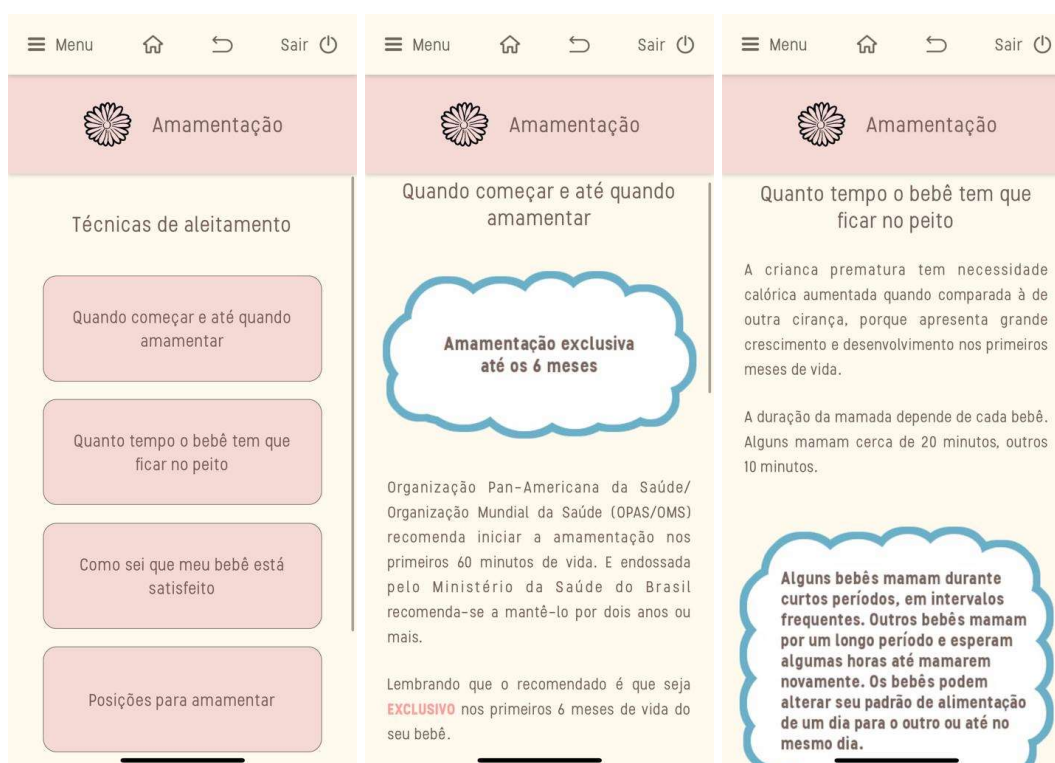 Menu
Sair
Amamentação
Técnicas de aleitamento
Quando começar e até quando
amamentar
Quanto tempo o bebê tem que
ficar no peito
Como sei que meu bebê está
satisfeito
Posições para amamentar
Menu
Sair
Amamentação
Quando começar e até quando
amamentar
Amamentação exclusiva
até os 6 meses
Organização Pan-Americana da Saúde/
Organização Mundial da Saúde (OPAS/OMS)
recomenda iniciar a amamentação nos
primeiros 60 minutos de vida. E endossada
pelo Ministério da Saúde do Brasil
recomenda-se a mantê-lo por dois anos ou
mais.
Lembrando que o recomendado é que seja
EXCLUSIVO nos primeiros 6 meses de vida do
seu bebê.
Menu
Sair
Amamentação
Quanto tempo o bebê tem que
ficar no peito
A crianca prematura tem necessidade
calórica aumentada quando comparada à de
outra cirança, porque apresenta grande
crescimento e desenvolvimento nos primeiros
meses de vida.
A duração da mamada depende de cada bebê.
Alguns mamam cerca de 20 minutos, outros
10 minutos.
Alguns bebês mamam durante
curtos períodos, em intervalos
frequentes. Outros bebês mamam
por um longo período e esperam
algumas horas até mamarem
novamente. Os bebês podem
alterar seu padrão de alimentação
de um dia para o outro ou até no
mesmo dia.